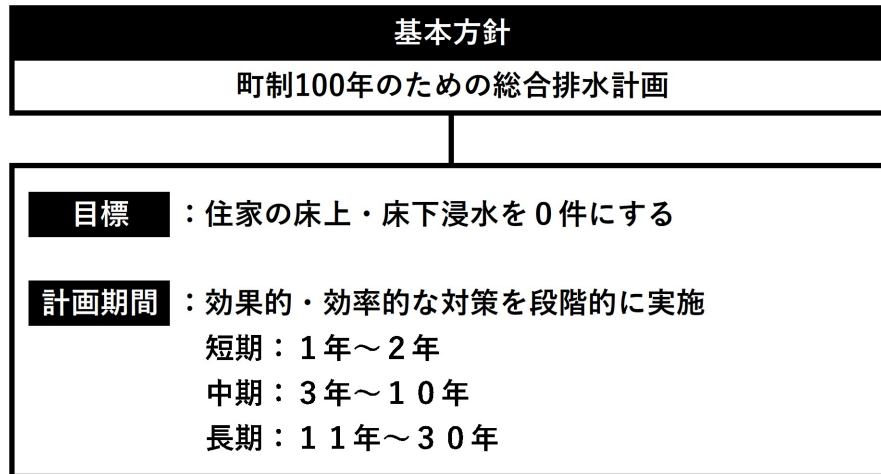 基本方針
町制100年のための総合排水計画
目標 ：住家の床上・床下浸水を０件にする
計画期間 ：効果的・効率的な対策を段階的に実施
短期：１年～２年
中期：３年～１０年
長期：１１年～３０年